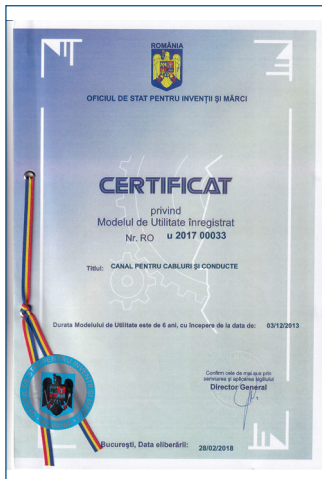 ROMÂNIA
OFICIUL DE STAT PENTRU INVENȚII ȘI MĂRCI
CERTIFICAT
privind
Modelul de Utilitate înregistrat
Nr. RO u 2017 00033
Titlul: CANAL PENTRU CABLURI ȘI CONDUCTE
Durata Modelului de Utilitate este de 6 ani, cu începere de la data de: 03/12/2013
Confirm cele de mai sus prin
semnarea și aplicarea sigiliului
Director General
București, Data eliberării: 28/02/2018